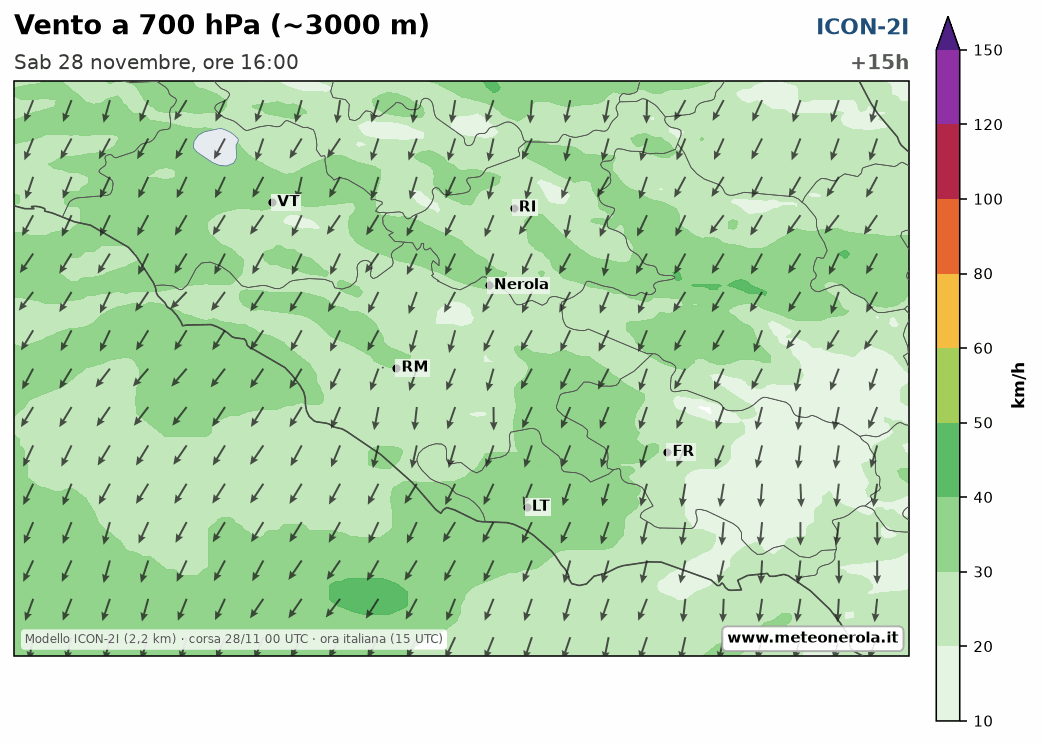 Vento a 700 hPa (~3000 m)
ICON-2I
Sab 28 novembre, ore 16:00
+15h
VT
RI
Nerola
RM
FR
LT
Modello ICON-2I (2,2 km) · corsa 28/11 00 UTC · ora italiana (15 UTC)
www.meteonerola.it
150
120
100
80
60
50
40
30
20
10
km/h